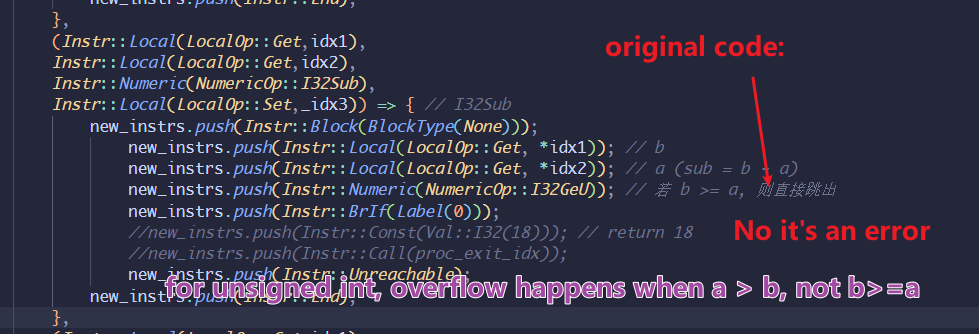 new_instrs.push(Instr::End);
},
(Instr::Local(LocalOp::Get,idx1),
Instr::Local(LocalOp::Get,idx2),
Instr::Numeric(NumericOp::I32Sub),
Instr::Local(LocalOp::Set,_idx3)) => { // I32Sub
original code:
new_instrs.push(Instr::Block(BlockType(None)));
new_instrs.push(Instr::Local(LocalOp::Get, *idx1)); // b
new_instrs.push(Instr::Local(LocalOp::Get, *idx2)); // a (sub = b - a)
new_instrs.push(Instr::Numeric(NumericOp::I32GeU)); // 若 b >= a, 则直接跳出
new_instrs.push(Instr::BrIf(Label(0)));
//new_instrs.push(Instr::Const(Val::I32(18))); // return 18
No it's an error
//new_instrs.push(Instr::Call(proc_exit_idx));
new_instrs.push(Instr::Unreachable);
for unsigned int, overflow happens when a > b, not b>=a
new_instrs.push(Instr::End);
},